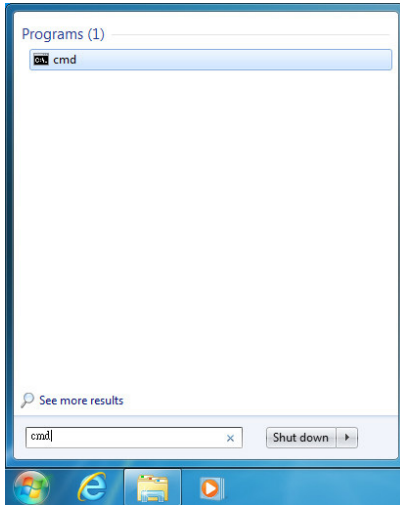 Programs (1)
C:\. cmd
See more results
cmd
Shut down